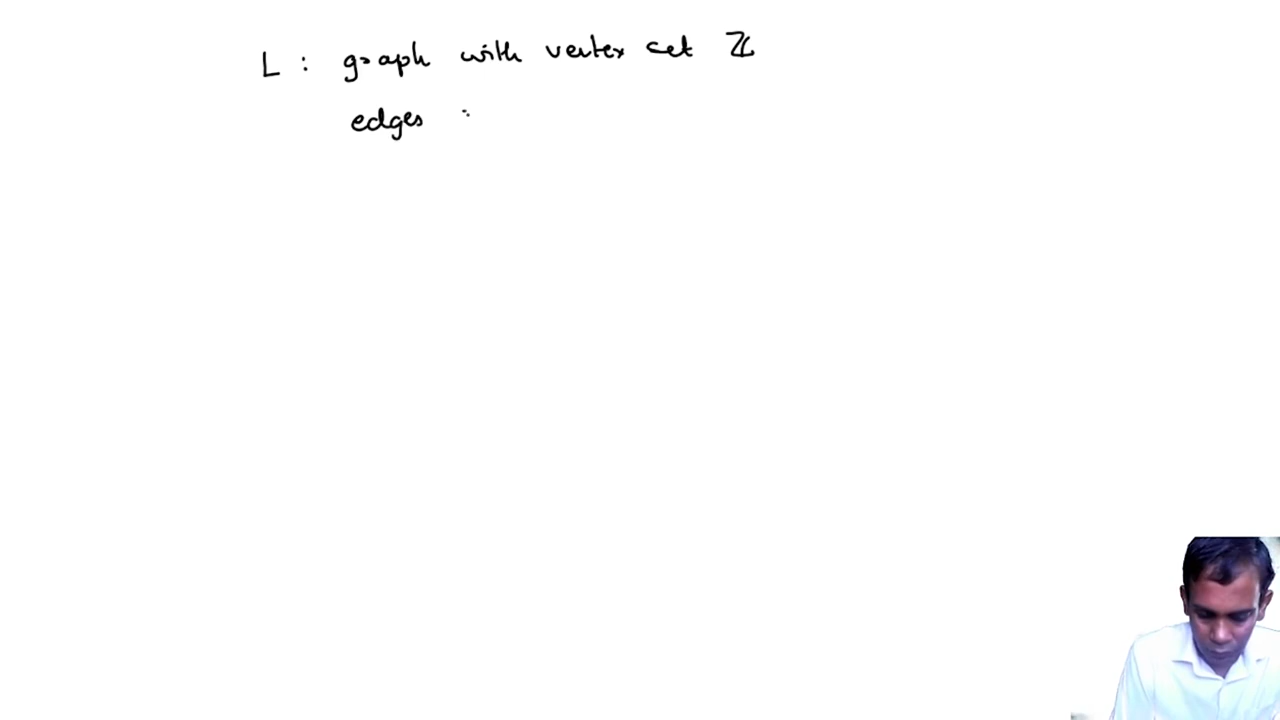 L : graph with vertex set ℤ
edges :